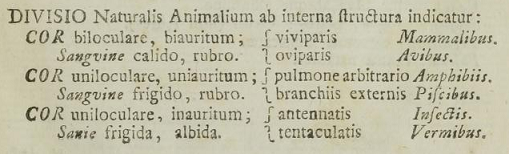 DIVISIO Naturalis Animalium ab interna ſtructura indicatur:
COR biloculare, biauritum; { viviparis Mammalibus.
Sangvine calido, rubro. { oviparis Avibus.
COR uniloculare, uniauritum; { pulmone arbitrario Amphibiis.
Sangvine frigido, rubro. { branchiis externis Piſcibus.
COR uniloculare, inauritum; { antennatis Inſectis.
Sanie frigida, albida. { tentaculatis Vermibus.